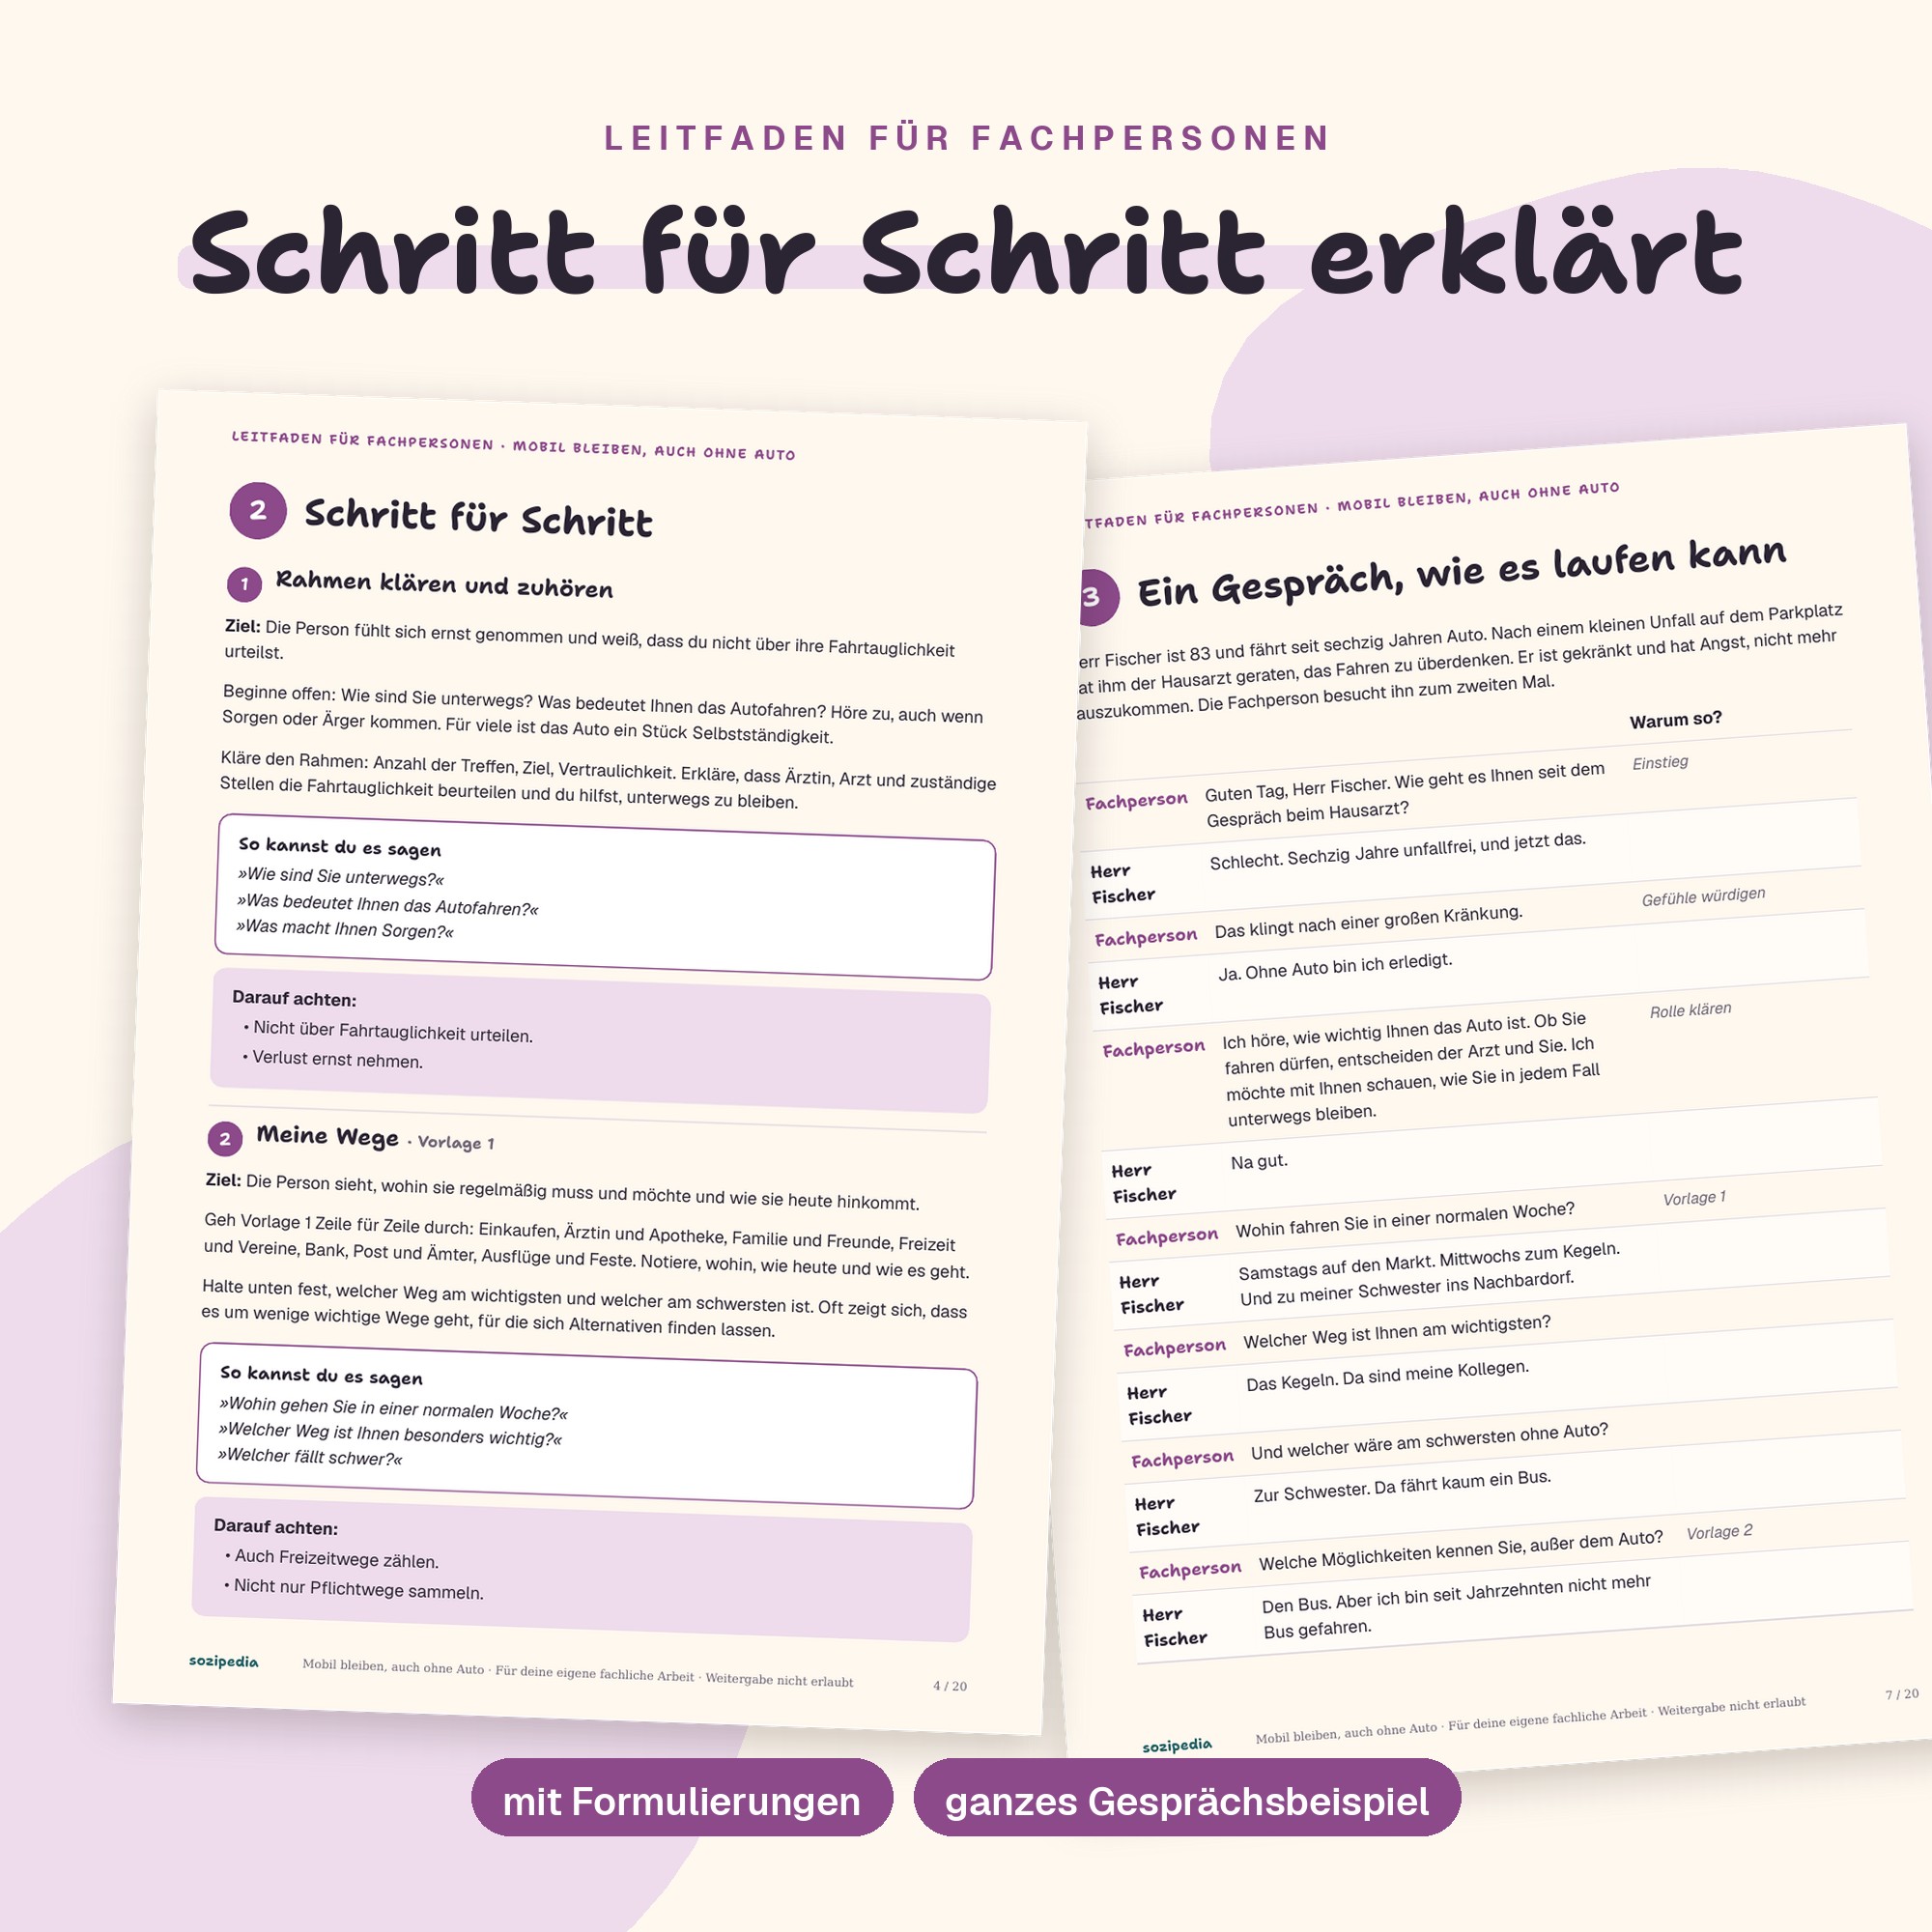 LEITFADEN FÜR FACHPERSONEN
Schritt für Schritt erklärt
LEITFADEN FÜR FACHPERSONEN · MOBIL BLEIBEN, AUCH OHNE AUTO
2 Schritt für Schritt
1 Rahmen klären und zuhören
Ziel: Die Person fühlt sich ernst genommen und weiß, dass du nicht über ihre Fahrtauglichkeit
urteilst.
Beginne offen: Wie sind Sie unterwegs? Was bedeutet Ihnen das Autofahren? Höre zu, auch wenn
Sorgen oder Ärger kommen. Für viele ist das Auto ein Stück Selbstständigkeit.
Kläre den Rahmen: Anzahl der Treffen, Ziel, Vertraulichkeit. Erkläre, dass Ärztin, Arzt und zuständige
Stellen die Fahrtauglichkeit beurteilen und du hilfst, unterwegs zu bleiben.
So kannst du es sagen
»Wie sind Sie unterwegs?«
»Was bedeutet Ihnen das Autofahren?«
»Was macht Ihnen Sorgen?«
Darauf achten:
• Nicht über Fahrtauglichkeit urteilen.
• Verlust ernst nehmen.
2 Meine Wege · Vorlage 1
Ziel: Die Person sieht, wohin sie regelmäßig muss und möchte und wie sie heute hinkommt.
Geh Vorlage 1 Zeile für Zeile durch: Einkaufen, Ärztin und Apotheke, Familie und Freunde, Freizeit
und Vereine, Bank, Post und Ämter, Ausflüge und Feste. Notiere, wohin, wie heute und wie es geht.
Halte unten fest, welcher Weg am wichtigsten und welcher am schwersten ist. Oft zeigt sich, dass
es um wenige wichtige Wege geht, für die sich Alternativen finden lassen.
So kannst du es sagen
»Wohin gehen Sie in einer normalen Woche?«
»Welcher Weg ist Ihnen besonders wichtig?«
»Welcher fällt schwer?«
Darauf achten:
• Auch Freizeitwege zählen.
• Nicht nur Pflichtwege sammeln.
sozipedia Mobil bleiben, auch ohne Auto · Für deine eigene fachliche Arbeit · Weitergabe nicht erlaubt 4 / 20
TFADEN FÜR FACHPERSONEN · MOBIL BLEIBEN, AUCH OHNE AUTO
3 Ein Gespräch, wie es laufen kann
err Fischer ist 83 und fährt seit sechzig Jahren Auto. Nach einem kleinen Unfall auf dem Parkplatz
at ihm der Hausarzt geraten, das Fahren zu überdenken. Er ist gekränkt und hat Angst, nicht mehr
auszukommen. Die Fachperson besucht ihn zum zweiten Mal.
Warum so?
Fachperson Guten Tag, Herr Fischer. Wie geht es Ihnen seit dem Einstieg
Gespräch beim Hausarzt?
Herr Schlecht. Sechzig Jahre unfallfrei, und jetzt das.
Fischer
Fachperson Das klingt nach einer großen Kränkung. Gefühle würdigen
Herr Ja. Ohne Auto bin ich erledigt.
Fischer
Fachperson Ich höre, wie wichtig Ihnen das Auto ist. Ob Sie Rolle klären
fahren dürfen, entscheiden der Arzt und Sie. Ich
möchte mit Ihnen schauen, wie Sie in jedem Fall
unterwegs bleiben.
Herr Na gut.
Fischer
Fachperson Wohin fahren Sie in einer normalen Woche? Vorlage 1
Herr Samstags auf den Markt. Mittwochs zum Kegeln.
Fischer Und zu meiner Schwester ins Nachbardorf.
Fachperson Welcher Weg ist Ihnen am wichtigsten?
Herr Das Kegeln. Da sind meine Kollegen.
Fischer
Fachperson Und welcher wäre am schwersten ohne Auto?
Herr Zur Schwester. Da fährt kaum ein Bus.
Fischer
Fachperson Welche Möglichkeiten kennen Sie, außer dem Auto? Vorlage 2
Herr Den Bus. Aber ich bin seit Jahrzehnten nicht mehr
Fischer Bus gefahren.
sozipedia Mobil bleiben, auch ohne Auto · Für deine eigene fachliche Arbeit · Weitergabe nicht erlaubt 7 / 20
mit Formulierungen
ganzes Gesprächsbeispiel